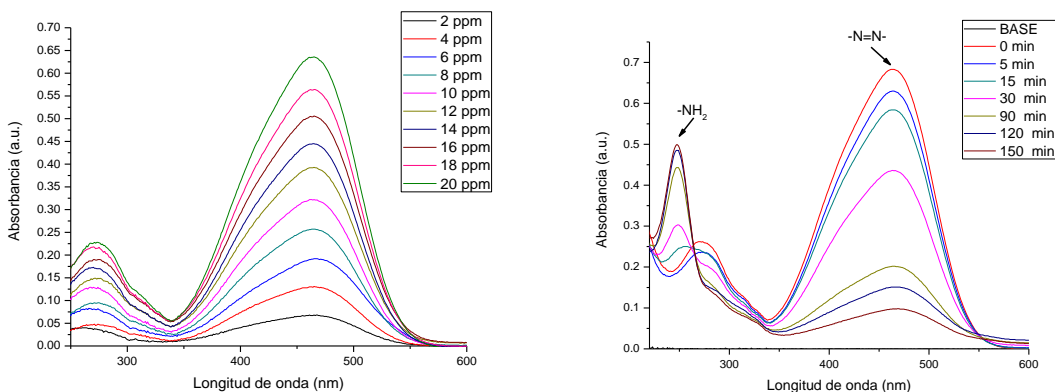 0.70
0.65
0.60
0.55
0.50
0.45
0.40
0.35
0.30
0.25
0.20
0.15
0.10
0.05
0.00
Absorbancia (a.u.)
300
400
500
600
Longitud de onda (nm)
2 ppm
4 ppm
6 ppm
8 ppm
10 ppm
12 ppm
14 ppm
16 ppm
18 ppm
20 ppm
0.7
0.6
0.5
0.4
0.3
0.2
0.1
0.0
Absorbancia (a.u.)
300
400
500
600
Longitud de onda (nm)
-NH₂
-N=N-
BASE
0 min
5 min
15 min
30 min
90 min
120 min
150 min